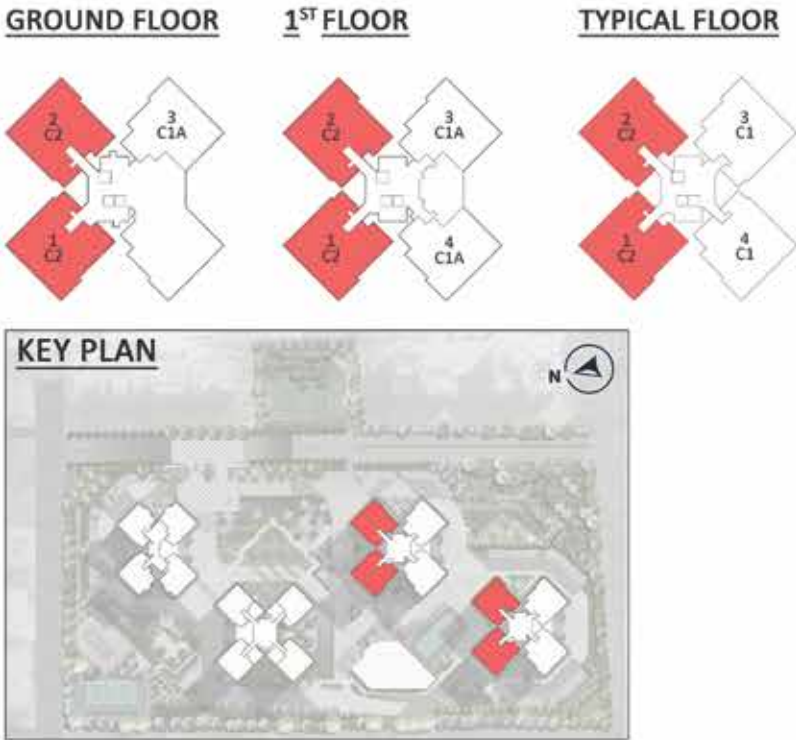 GROUND FLOOR
1ST FLOOR
TYPICAL FLOOR
2
C2
3
C1A
1
C2
2
C2
3
C1A
1
C2
4
C1A
2
C2
3
C1
1
C2
4
C1
KEY PLAN
N